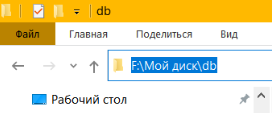 db
Файл Главная Поделиться Вид
F:\Мой диск\db
Рабочий стол